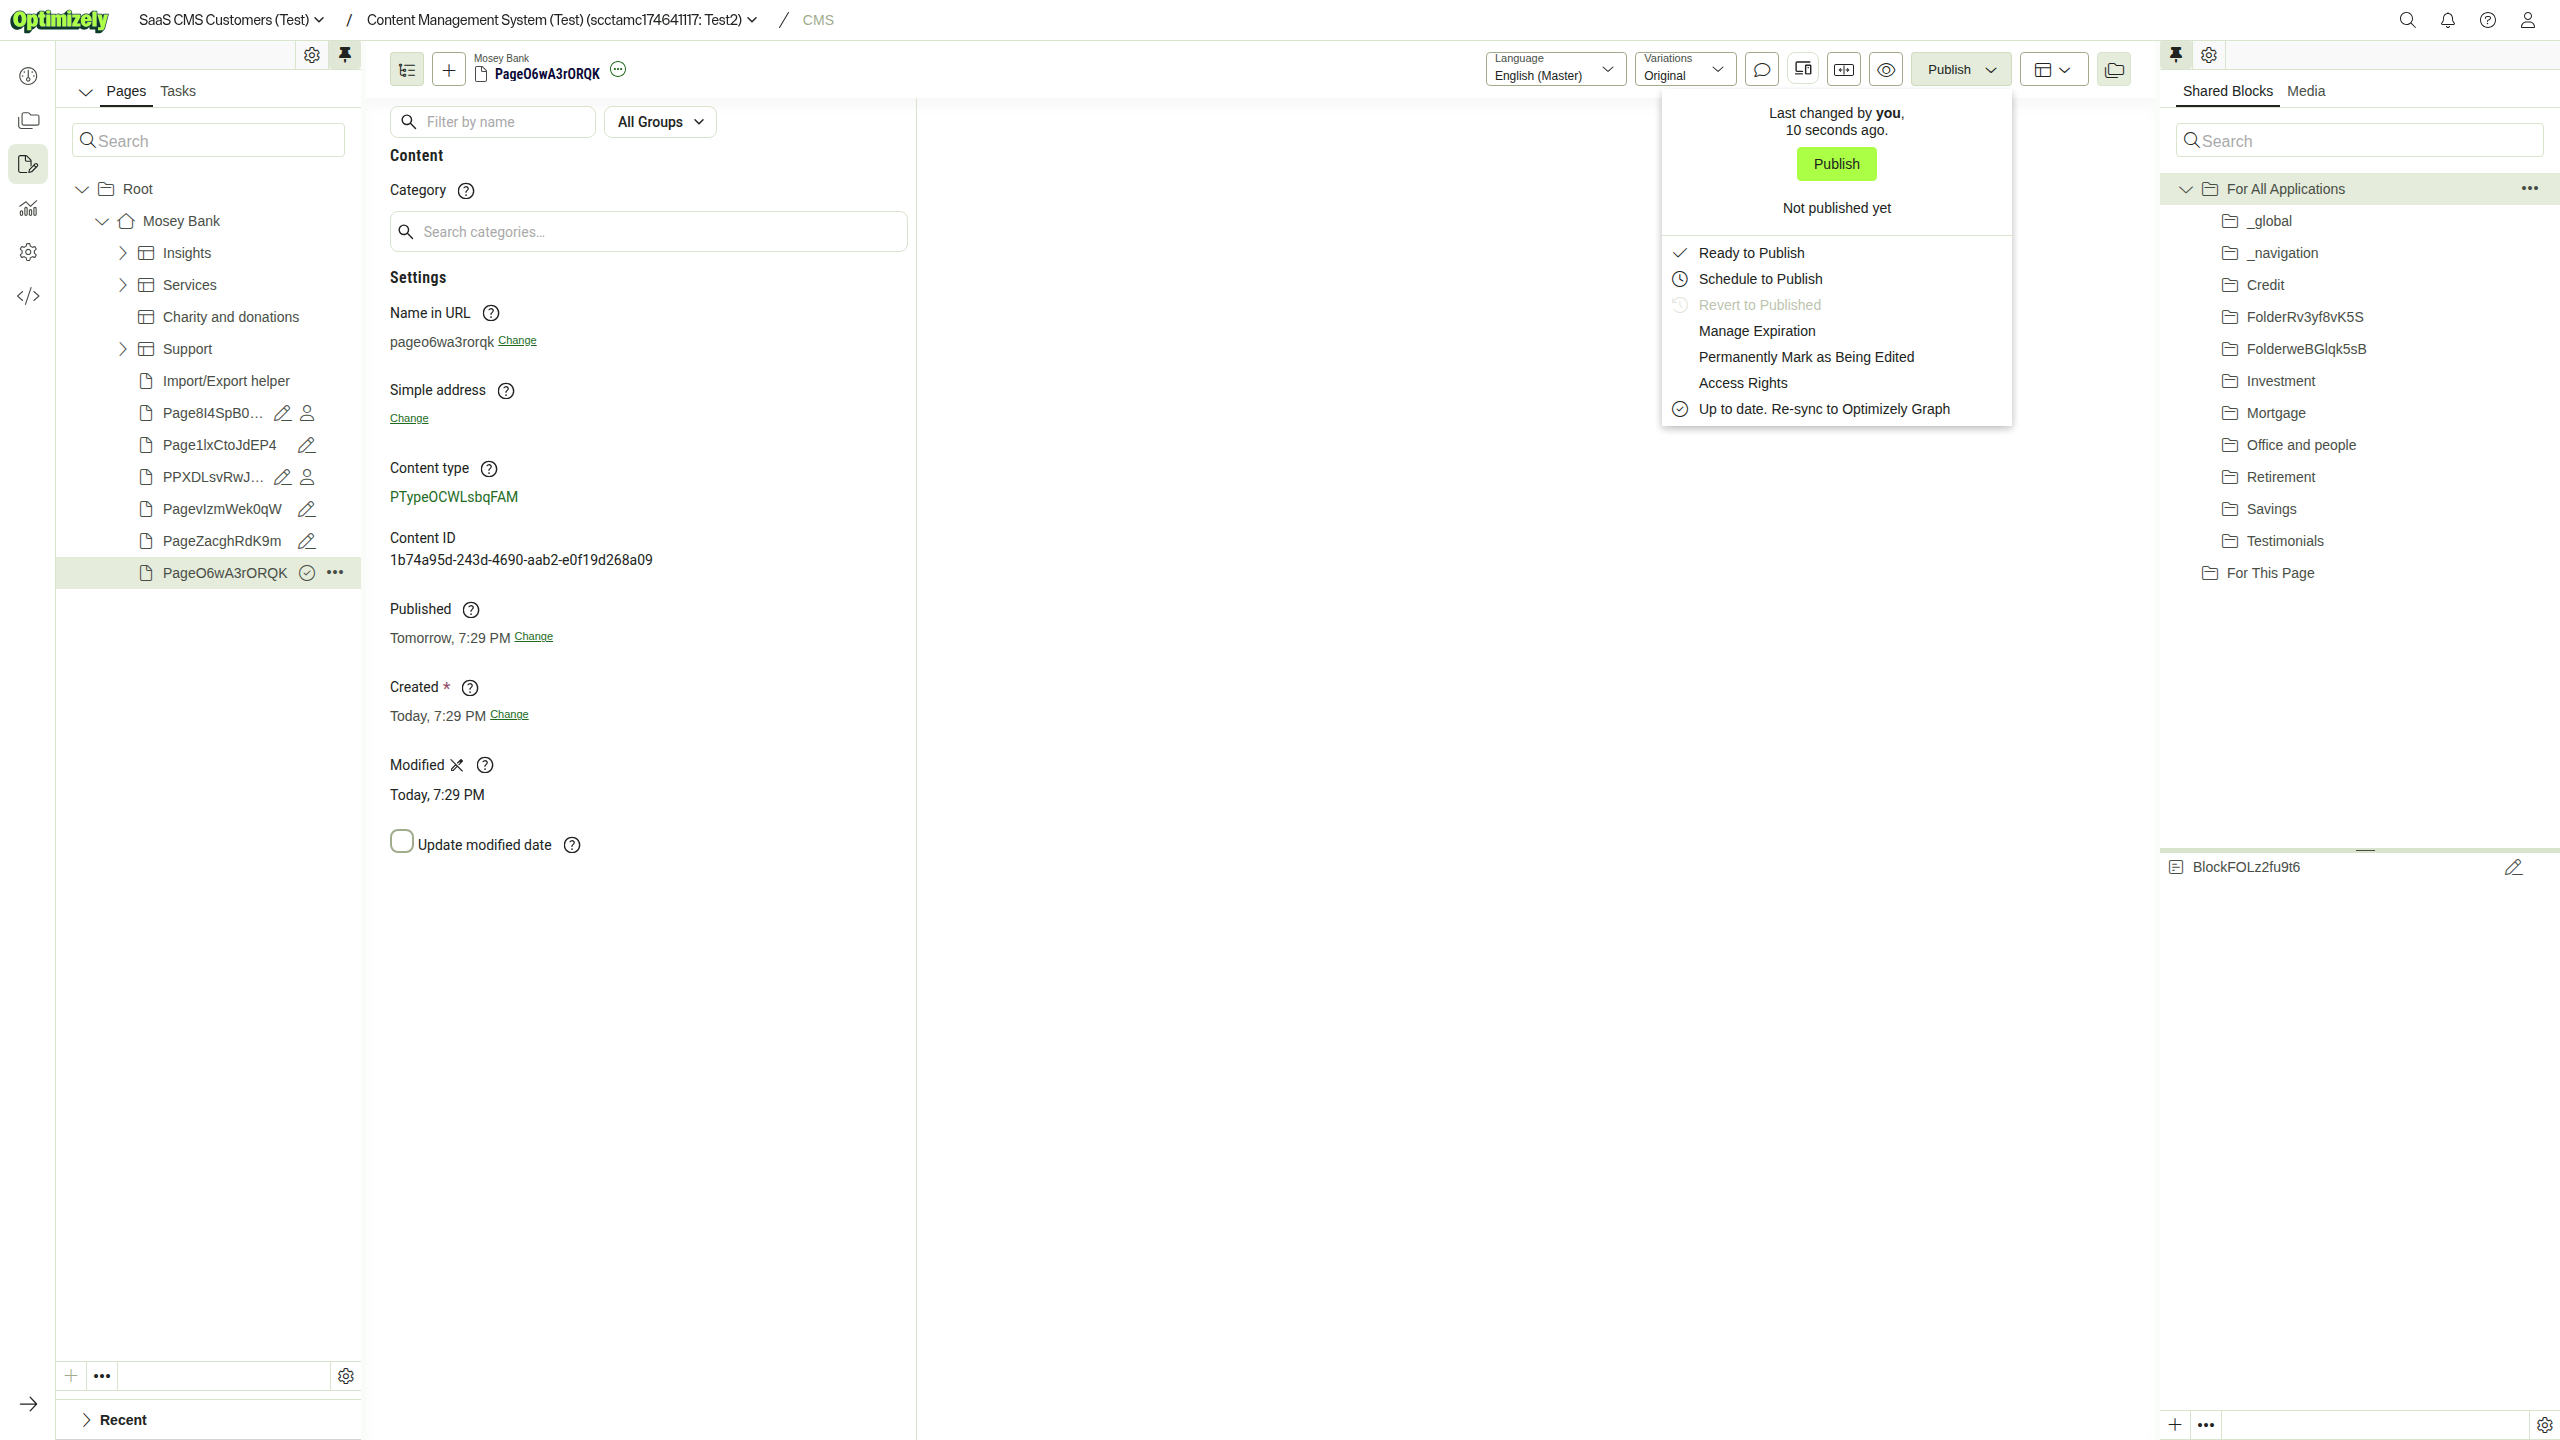 Optimizely
SaaS CMS Customers (Test)
/
Content Management System (Test) (scctamc174641117: Test2)
/
CMS
Pages
Tasks
Search
Root
Mosey Bank
Insights
Services
Charity and donations
Support
Import/Export helper
Page8I4SpB0...
Page1lxCtoJdEP4
PPXDLsvRwJ...
PagevIzmWek0qW
PageZacghRdK9m
PageO6wA3rORQK
Recent
Mosey Bank
PageO6wA3rORQK
Language
English (Master)
Variations
Original
Publish
Filter by name
All Groups
Content
Category
Search categories...
Settings
Name in URL
pageo6wa3rorqk Change
Simple address
Change
Content type
PTypeOCWLsbqFAM
Content ID
1b74a95d-243d-4690-aab2-e0f19d268a09
Published
Tomorrow, 7:29 PM Change
Created *
Today, 7:29 PM Change
Modified
Today, 7:29 PM
Update modified date
Last changed by you,
10 seconds ago.
Publish
Not published yet
Ready to Publish
Schedule to Publish
Revert to Published
Manage Expiration
Permanently Mark as Being Edited
Access Rights
Up to date. Re-sync to Optimizely Graph
Shared Blocks
Media
Search
For All Applications
_global
_navigation
Credit
FolderRv3yf8vK5S
FolderweBGlqk5sB
Investment
Mortgage
Office and people
Retirement
Savings
Testimonials
For This Page
BlockFOLz2fu9t6